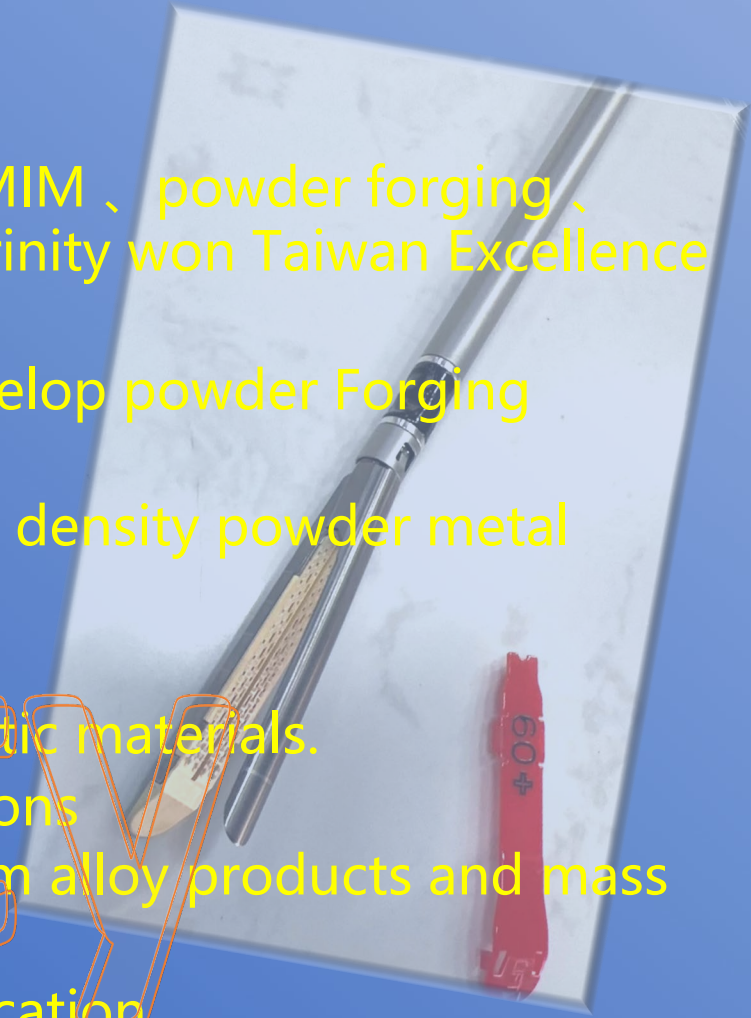 MIM 、powder forging 、
rinity won Taiwan Excellence
elop powder Forging
density powder metal
tic materials.
ons
m alloy products and mass
y
cation
60+